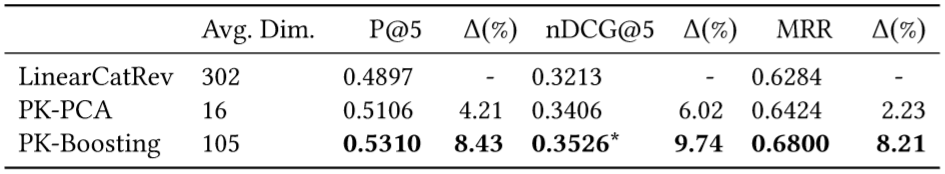 Avg. Dim. P@5 Δ(%) nDCG@5 Δ(%) MRR Δ(%)
LinearCatRev 302 0.4897 - 0.3213 - 0.6284 -
PK-PCA 16 0.5106 4.21 0.3406 6.02 0.6424 2.23
PK-Boosting 105 0.5310 8.43 0.3526* 9.74 0.6800 8.21